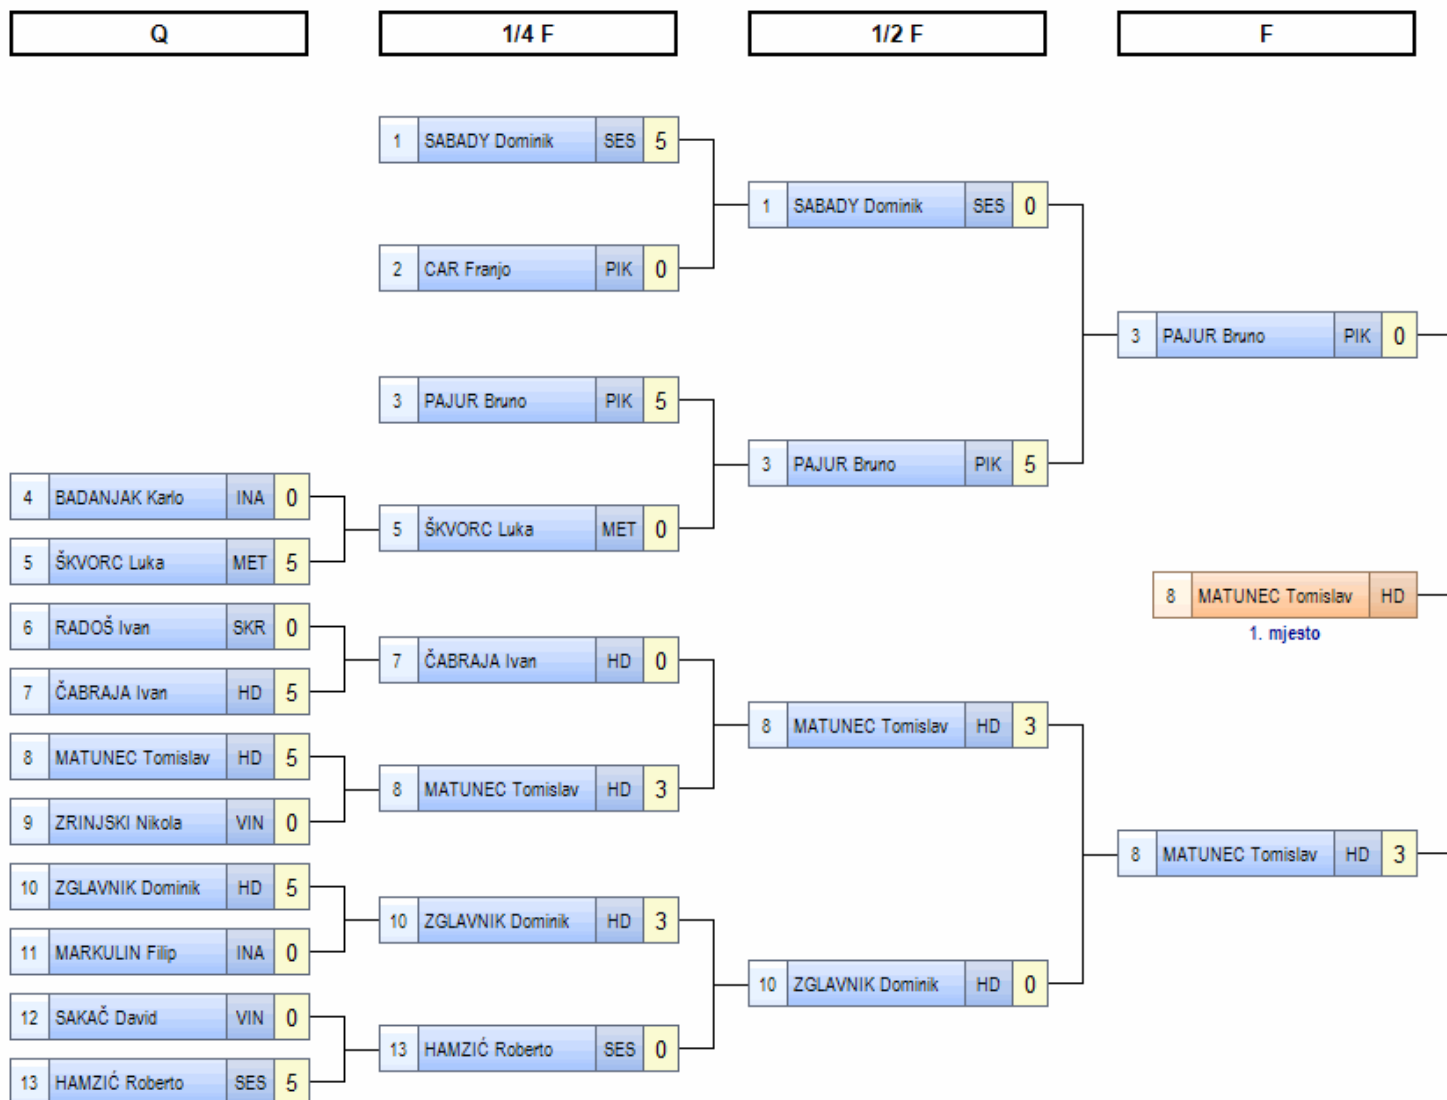 Q 1/4 F 1/2 F F
1 SABADY Dominik SES 5
1 SABADY Dominik SES 0
2 CAR Franjo PIK 0
3 PAJUR Bruno PIK 0
3 PAJUR Bruno PIK 5
3 PAJUR Bruno PIK 5
4 BADANJAK Karlo INA 0
5 ŠKVORC Luka MET 0
5 ŠKVORC Luka MET 5
8 MATUNEC Tomislav HD
1. mjesto
6 RADOŠ Ivan SKR 0
7 ČABRAJA Ivan HD 0
7 ČABRAJA Ivan HD 5
8 MATUNEC Tomislav HD 3
8 MATUNEC Tomislav HD 5
8 MATUNEC Tomislav HD 3
9 ZRINJSKI Nikola VIN 0
8 MATUNEC Tomislav HD 3
10 ZGLAVNIK Dominik HD 5
10 ZGLAVNIK Dominik HD 3
11 MARKULIN Filip INA 0
10 ZGLAVNIK Dominik HD 0
12 SAKAČ David VIN 0
13 HAMZIĆ Roberto SES 0
13 HAMZIĆ Roberto SES 5